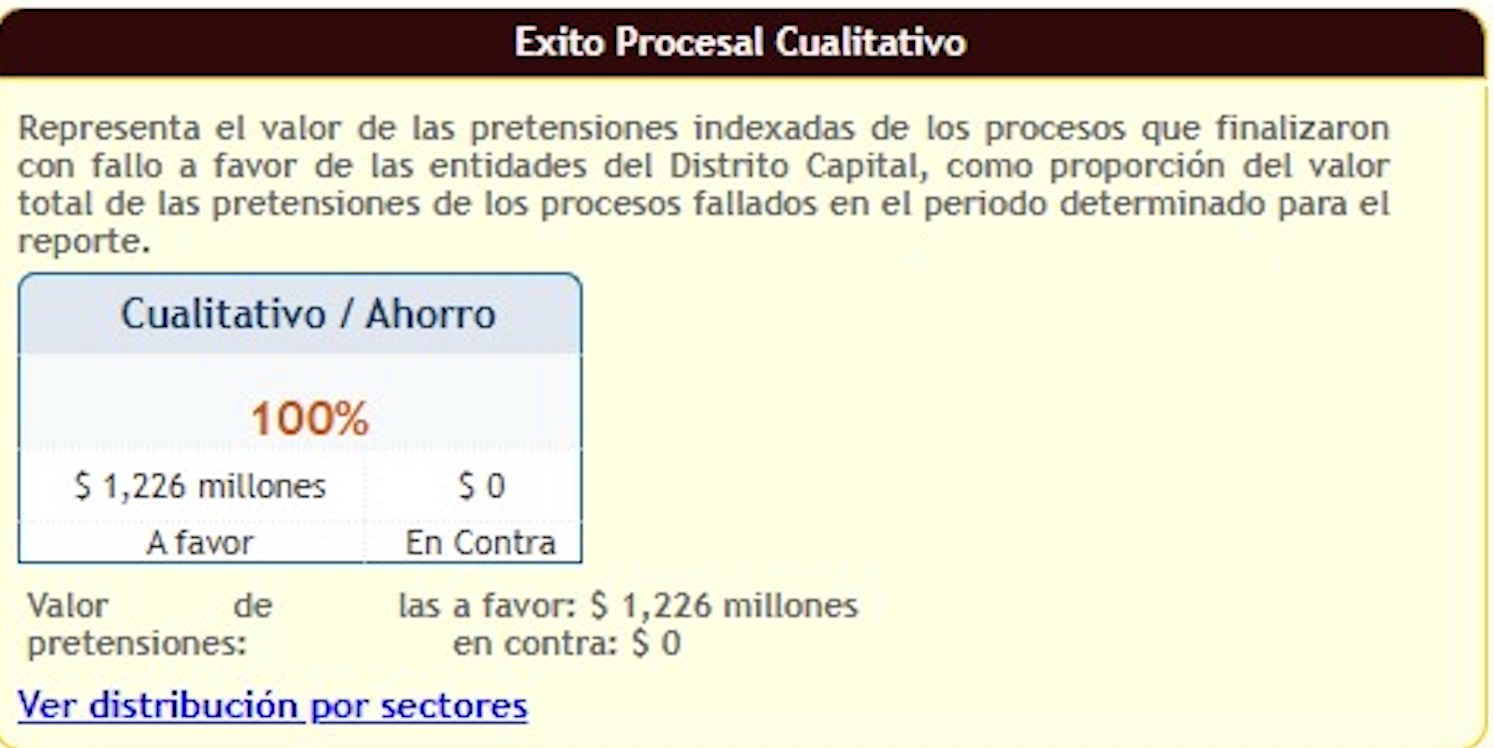 Exito Procesal Cualitativo
Representa el valor de las pretensiones indexadas de los procesos que finalizaron
con fallo a favor de las entidades del Distrito Capital, como proporción del valor
total de las pretensiones de los procesos fallados en el periodo determinado para el
reporte.
Cualitativo / Ahorro
100%
$ 1,226 millones $ 0
A favor En Contra
Valor de las a favor: $ 1,226 millones
pretensiones: en contra: $ 0
Ver distribución por sectores